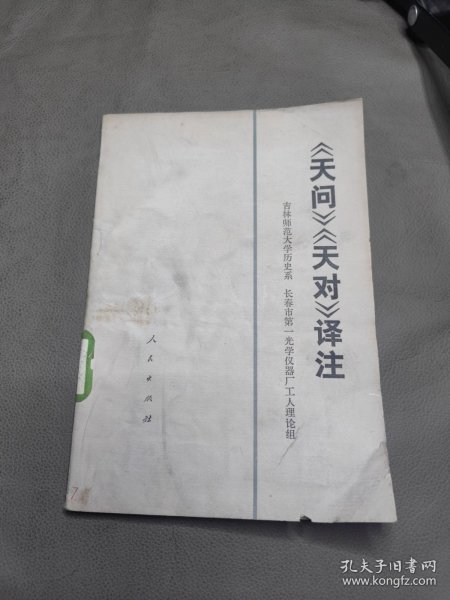 《天问》《天对》译注
吉林师范大学历史系 长春市第一光学仪器厂工人理论组
人民出版社
孔夫子旧书网
www.kongfz.com